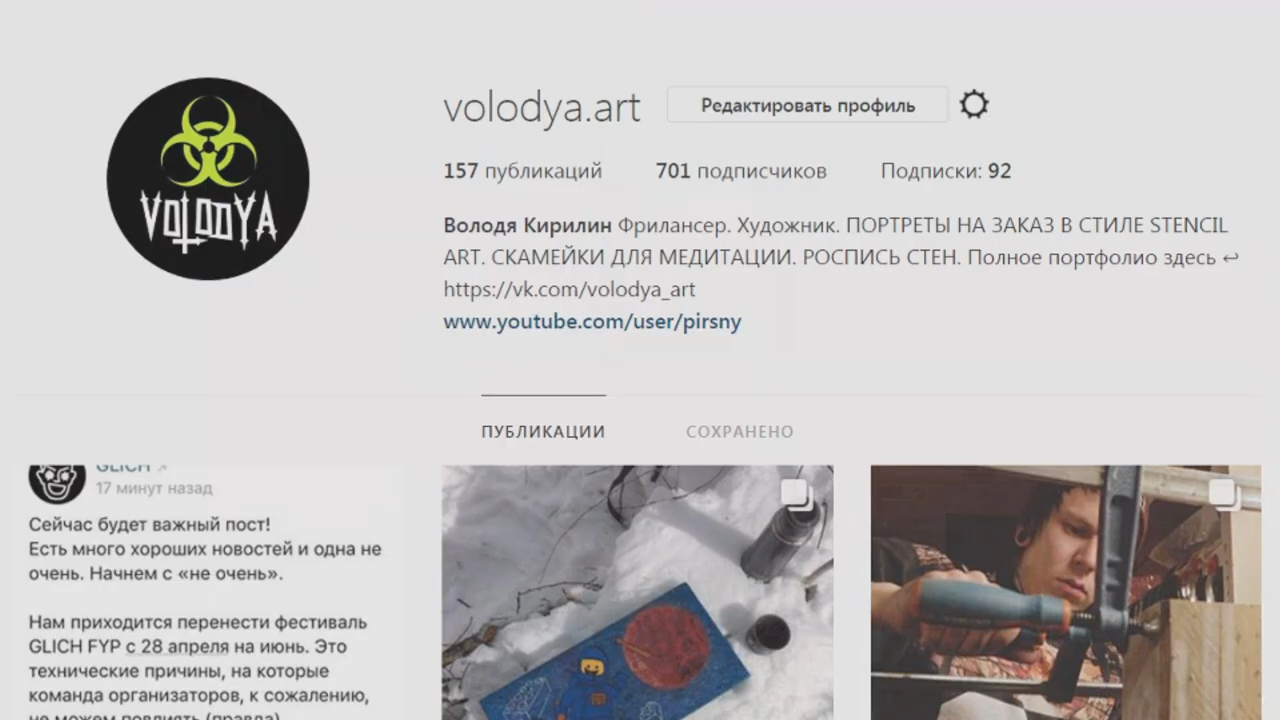 volodya.art
Редактировать профиль
157 публикаций
701 подписчиков
Подписки: 92
VOLODYA
Володя Кирилин Фрилансер. Художник. ПОРТРЕТЫ НА ЗАКАЗ В СТИЛЕ STENCIL
ART. СКАМЕЙКИ ДЛЯ МЕДИТАЦИИ. РОСПИСЬ СТЕН. Полное портфолио здесь ↩
https://vk.com/volodya_art
www.youtube.com/user/pirsny
ПУБЛИКАЦИИ
СОХРАНЕНО
GLICH
17 минут назад
Сейчас будет важный пост!
Есть много хороших новостей и одна не
очень. Начнем с «не очень».
Нам приходится перенести фестиваль
GLICH FYP с 28 апреля на июнь. Это
технические причины, на которые
команда организаторов, к сожалению,
не можем повлиять (правда)